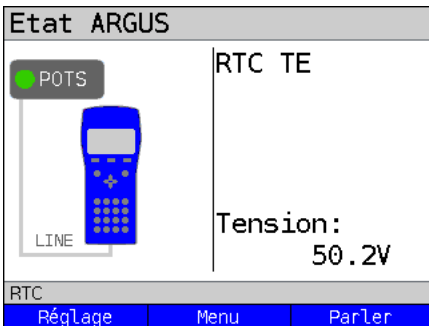 Etat ARGUS
POTS
LINE
RTC TE
Tension:
50.2V
RTC
Réglage Menu Parler